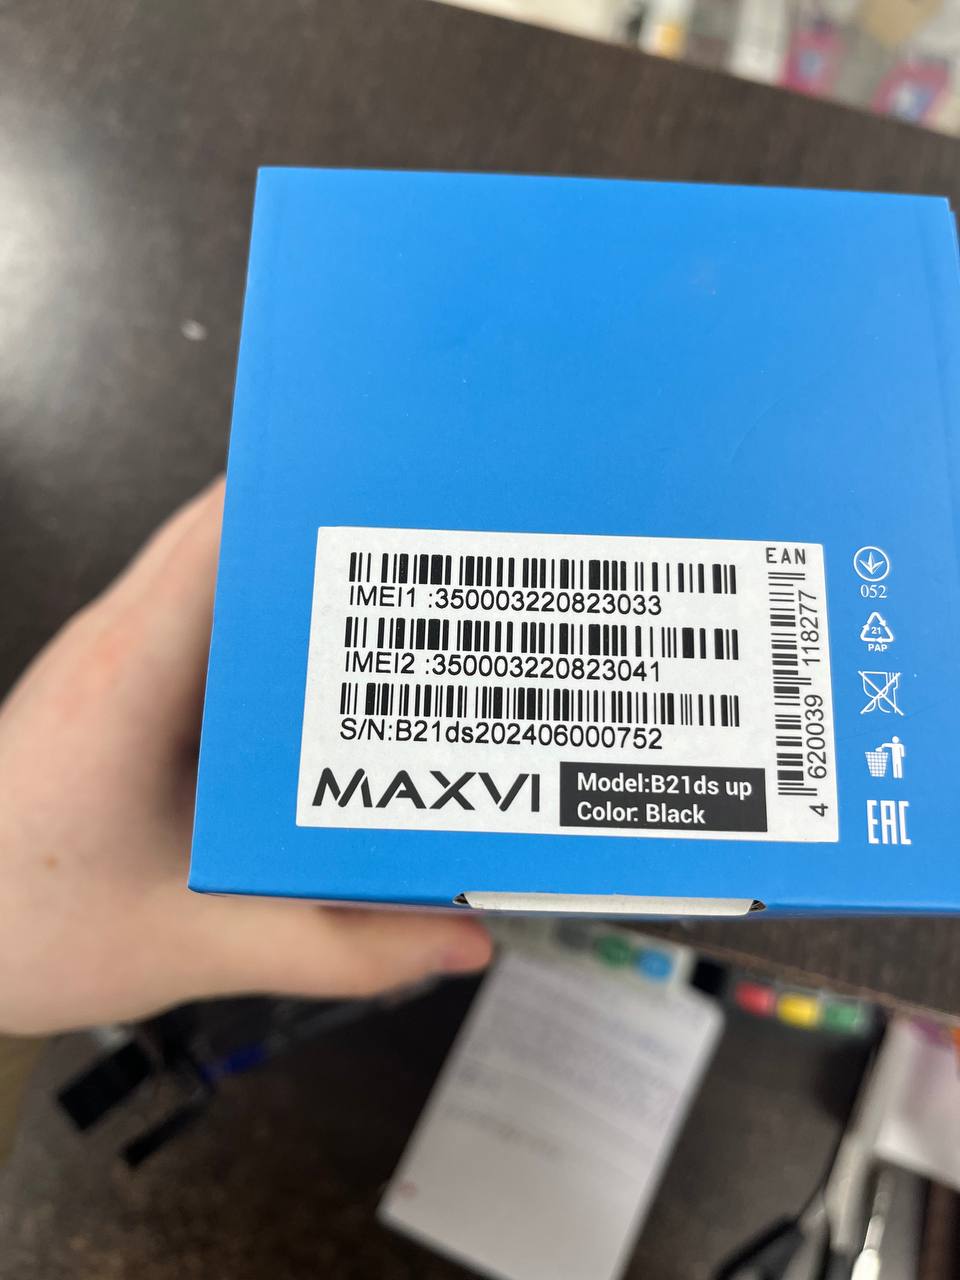 EAN
IMEI1 :350003220823033
IMEI2 :350003220823041
S/N:B21ds202406000752
MAXVI
Model:B21ds up
Color: Black
4 620039 118277
052
21
PAP
EAC